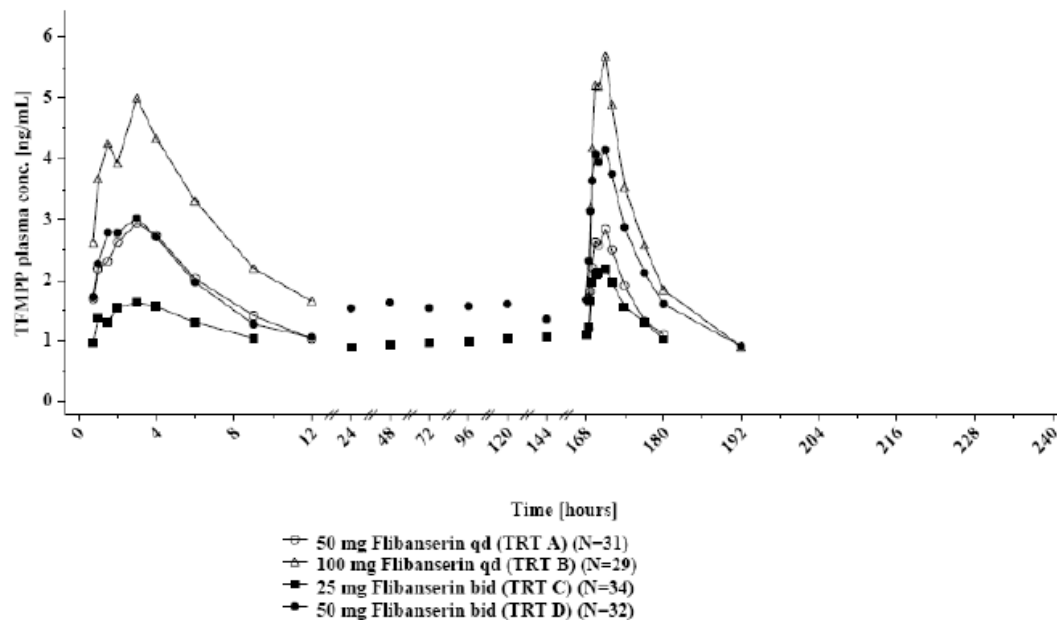 TFMPP plasma conc. [ng/mL]
6
5
4
3
2
1
0
0 4 8 12 24 48 72 96 120 144 168 180 192 204 216 228 240
Time [hours]
50 mg Flibanserin qd (TRT A) (N=31)
100 mg Flibanserin qd (TRT B) (N=29)
25 mg Flibanserin bid (TRT C) (N=34)
50 mg Flibanserin bid (TRT D) (N=32)